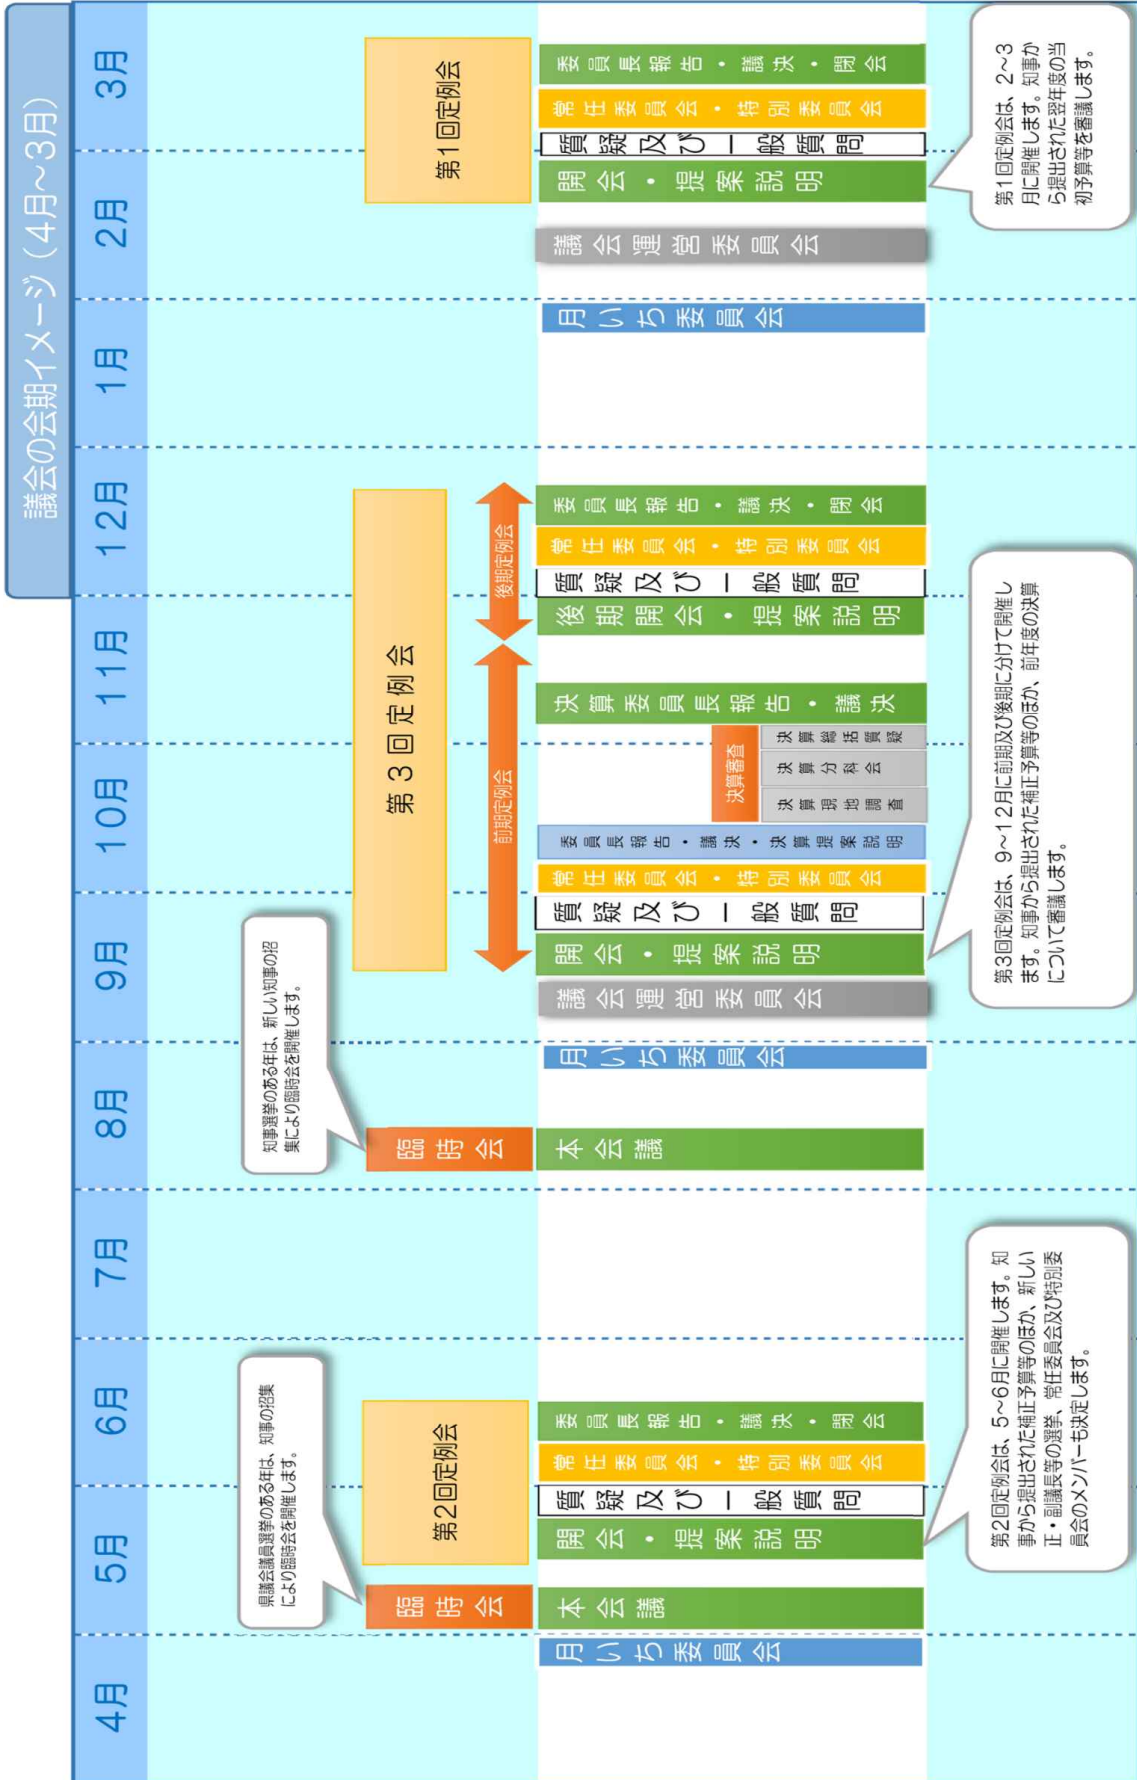 議会の会期イメージ（4月～3月）
4月
5月
6月
7月
8月
9月
10月
11月
12月
1月
2月
3月
県議会議員選挙のある年は、知事の招集
により臨時会を開催します。
知事選挙のある年は、新しい知事の招
集により臨時会を開催します。
臨時会
第2回定例会
臨時会
第３回定例会
前期定例会
後期定例会
第1回定例会
月いち委員会
本会議
開会・提案説明
質疑及び一般質問
常任委員会・特別委員会
委員長報告・議決・閉会
本会議
月いち委員会
議会運営委員会
開会・提案説明
質疑及び一般質問
常任委員会・特別委員会
委員長報告・議決・決算提案説明
決算審査
決算現地調査
決算分科会
決算総括質疑
決算委員長報告・議決
後期開会・提案説明
質疑及び一般質問
常任委員会・特別委員会
委員長報告・議決・閉会
月いち委員会
議会運営委員会
開会・提案説明
質疑及び一般質問
常任委員会・特別委員会
委員長報告・議決・閉会
第2回定例会は、5～6月に開催します。知
事から提出された補正予算等のほか、新しい
正・副議長等の選挙、常任委員会及び特別委
員会のメンバーも決定します。
第3回定例会は、9～12月に前期及び後期に分けて開催し
ます。知事から提出された補正予算等のほか、前年度の決算
について審議します。
第1回定例会は、2～3
月に開催します。知事か
ら提出された翌年度の当
初予算等を審議します。